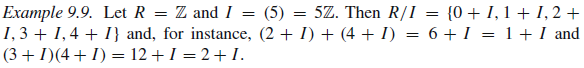 Example 9.9. Let R = ℤ and I = (5) = 5ℤ. Then R/I = {0 + I, 1 + I, 2 +
I, 3 + I, 4 + I} and, for instance, (2 + I) + (4 + I) = 6 + I = 1 + I and
(3 + I)(4 + I) = 12 + I = 2 + I.